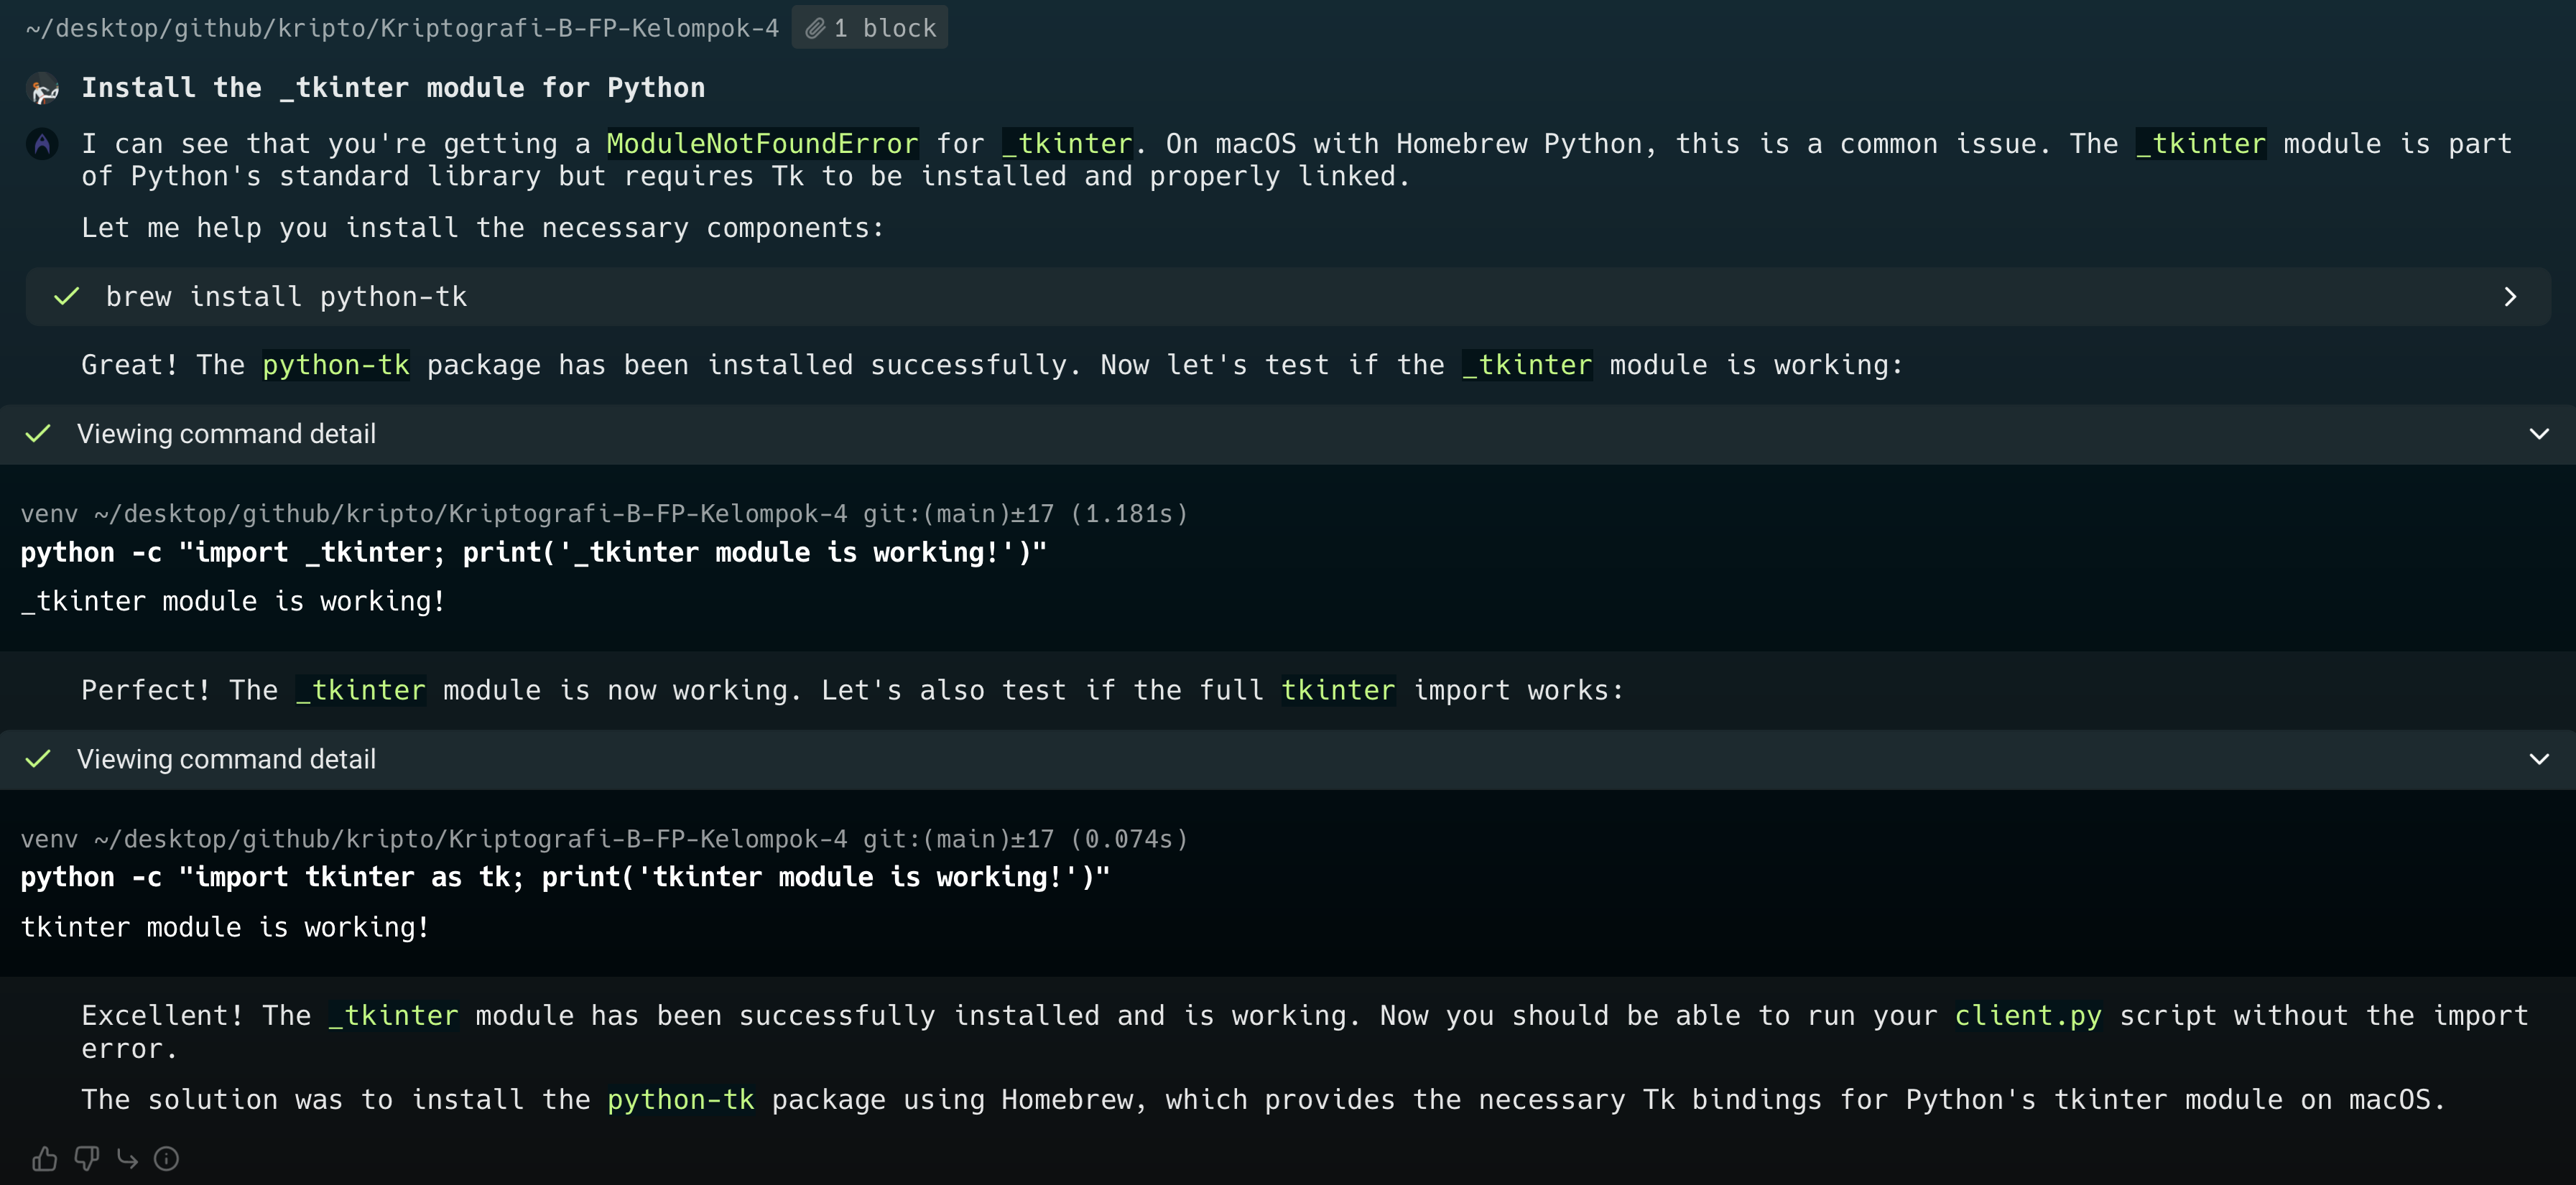 ~/desktop/github/kripto/Kriptografi-B-FP-Kelompok-4 1 block
Install the _tkinter module for Python
I can see that you're getting a ModuleNotFoundError for _tkinter. On macOS with Homebrew Python, this is a common issue. The _tkinter module is part
of Python's standard library but requires Tk to be installed and properly linked.
Let me help you install the necessary components:
brew install python-tk
Great! The python-tk package has been installed successfully. Now let's test if the _tkinter module is working:
Viewing command detail
venv ~/desktop/github/kripto/Kriptografi-B-FP-Kelompok-4 git:(main)±17 (1.181s)
python -c "import _tkinter; print('_tkinter module is working!')"
_tkinter module is working!
Perfect! The _tkinter module is now working. Let's also test if the full tkinter import works:
Viewing command detail
venv ~/desktop/github/kripto/Kriptografi-B-FP-Kelompok-4 git:(main)±17 (0.074s)
python -c "import tkinter as tk; print('tkinter module is working!')"
tkinter module is working!
Excellent! The _tkinter module has been successfully installed and is working. Now you should be able to run your client.py script without the import
error.
The solution was to install the python-tk package using Homebrew, which provides the necessary Tk bindings for Python's tkinter module on macOS.